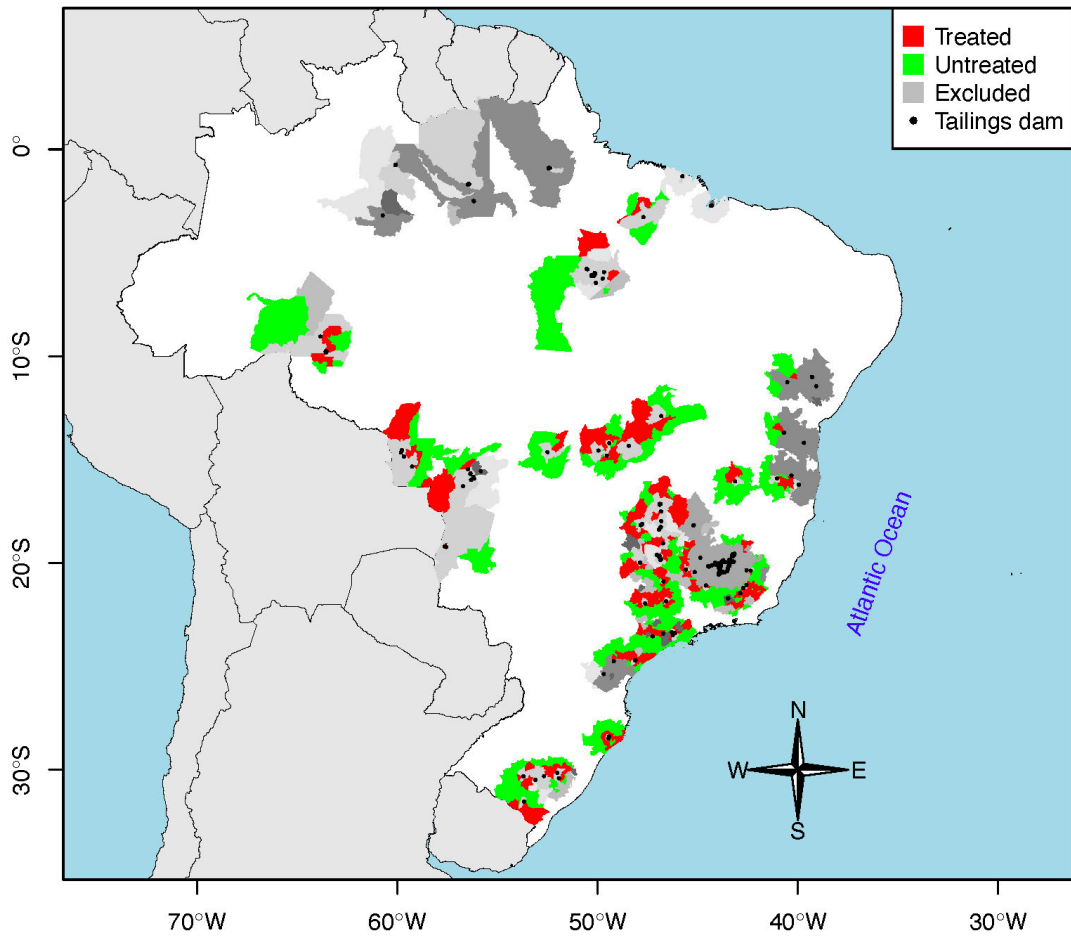 Treated
Untreated
Excluded
Tailings dam
0°
10°S
20°S
30°S
Atlantic Ocean
N
W
E
S
70°W
60°W
50°W
40°W
30°W